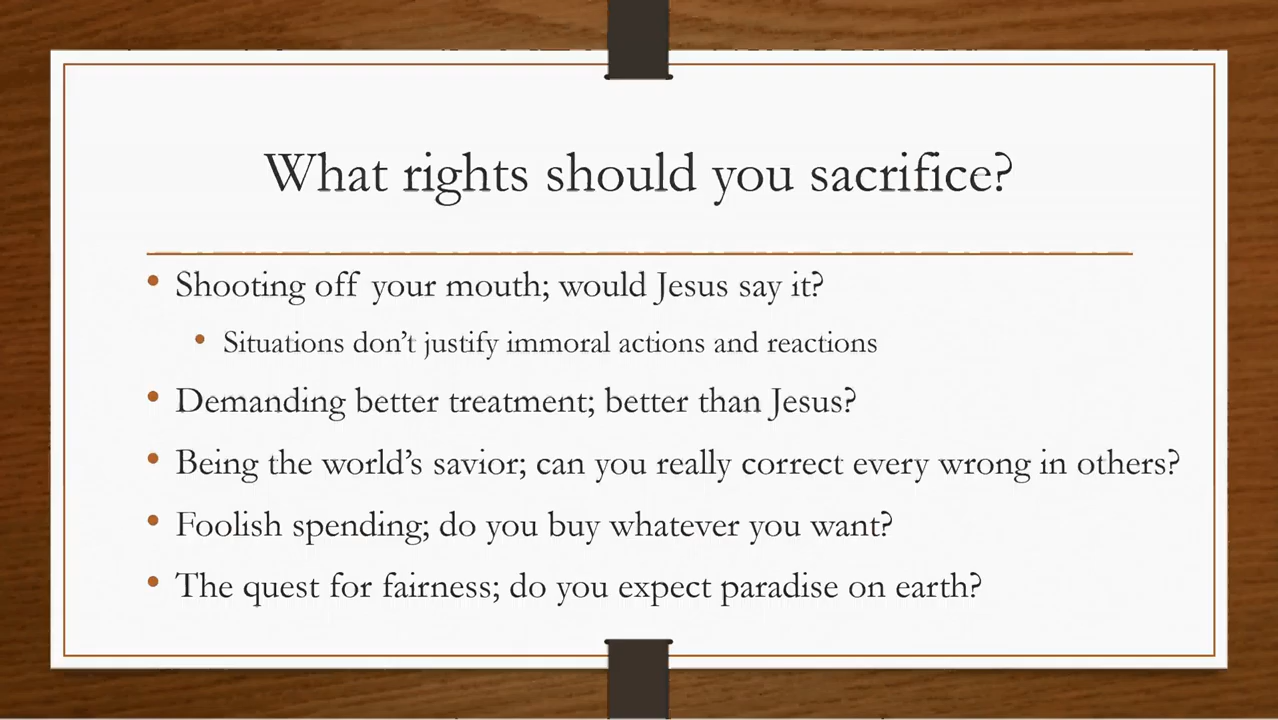 What rights should you sacrifice?
• Shooting off your mouth; would Jesus say it?
• Situations don’t justify immoral actions and reactions
• Demanding better treatment; better than Jesus?
• Being the world’s savior; can you really correct every wrong in others?
• Foolish spending; do you buy whatever you want?
• The quest for fairness; do you expect paradise on earth?